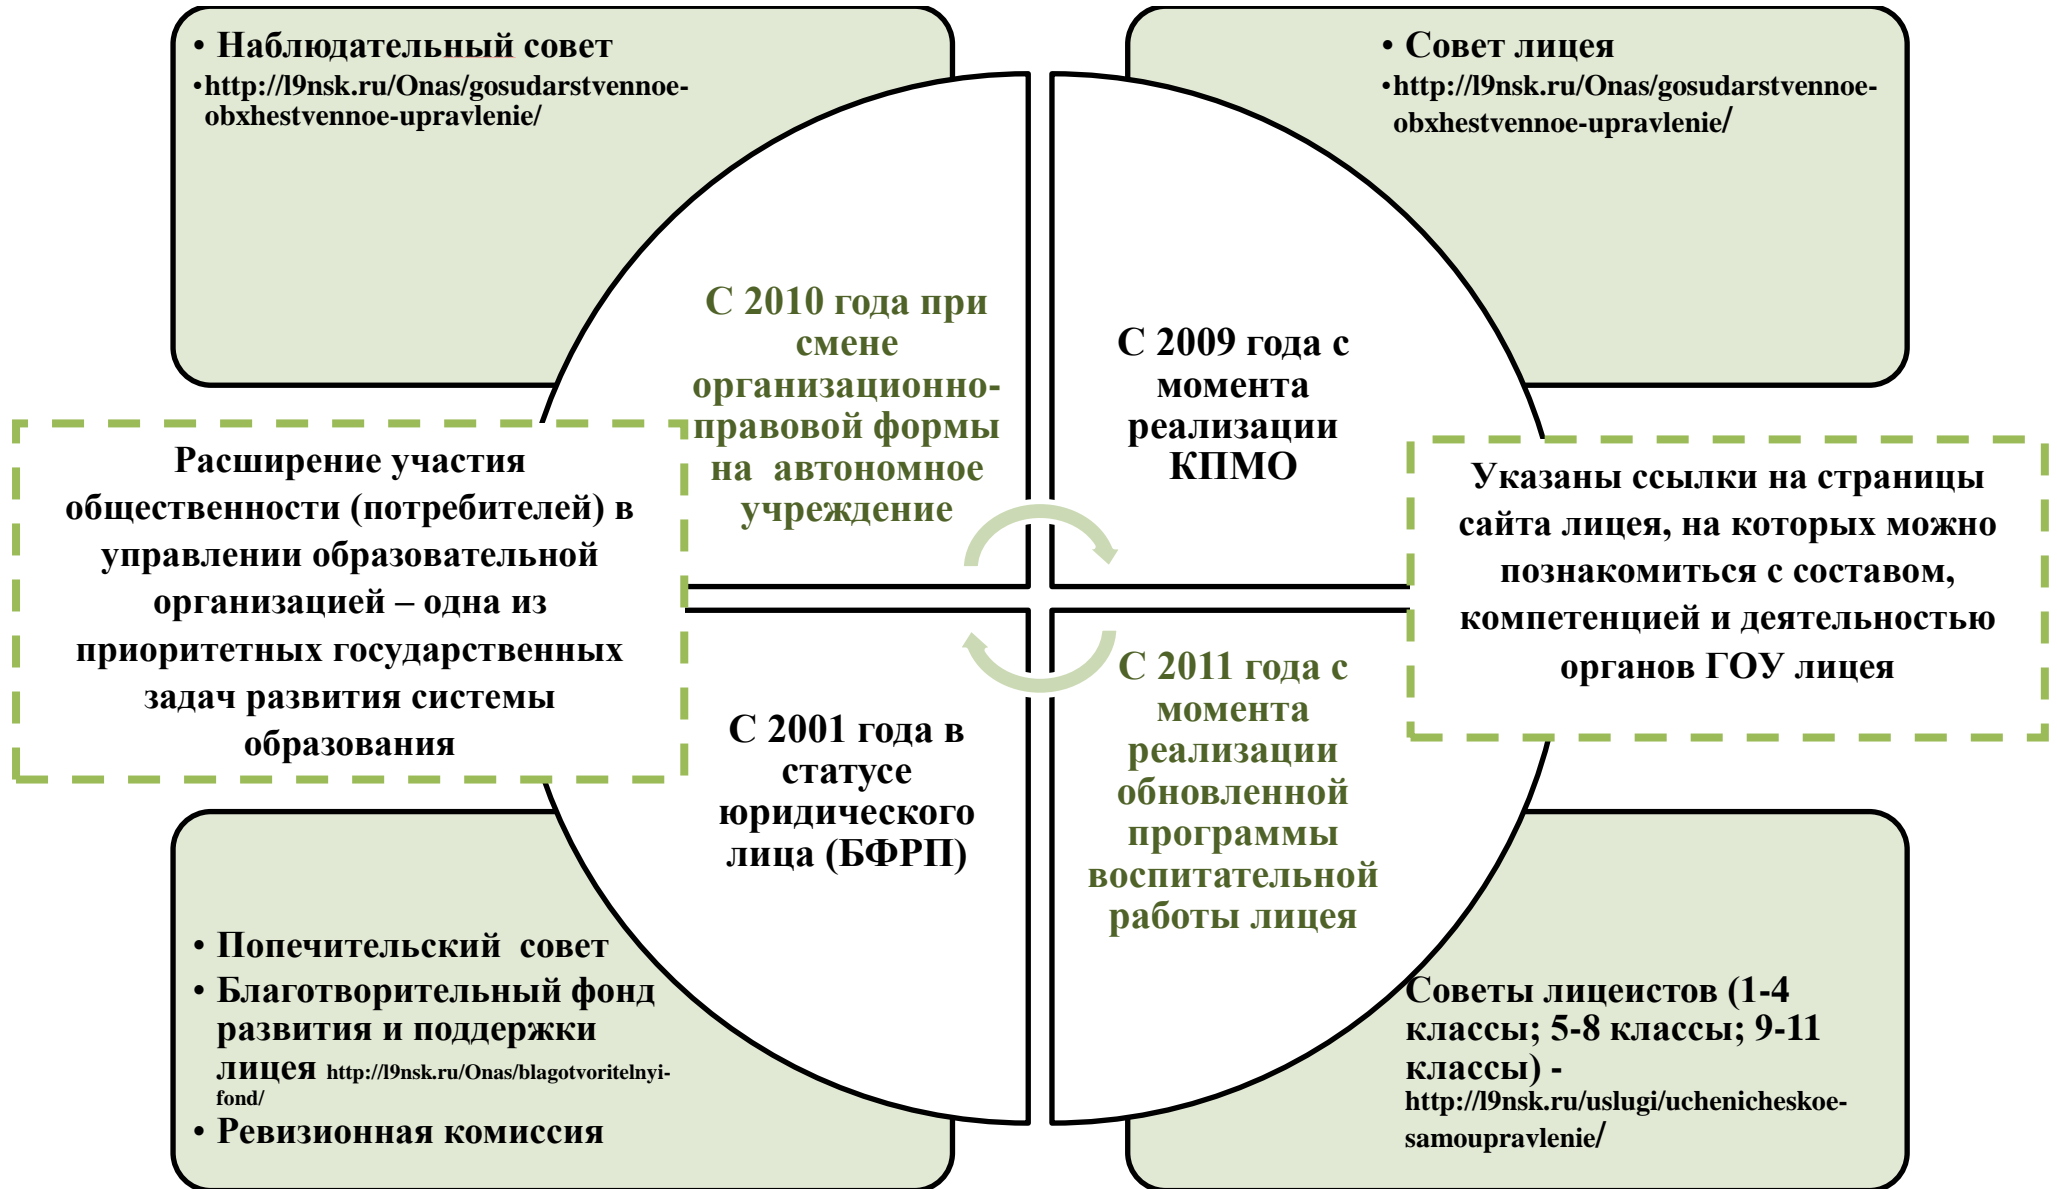 • Наблюдательный совет
•http://l9nsk.ru/Onas/gosudarstvennoe-
obxhestvennoe-upravlenie/
• Совет лицея
•http://l9nsk.ru/Onas/gosudarstvennoe-
obxhestvennoe-upravlenie/
С 2010 года при
смене
организационно-
правовой формы
на автономное
учреждение
С 2009 года с
момента
реализации
КПМО
Расширение участия
общественности (потребителей) в
управлении образовательной
организацией – одна из
приоритетных государственных
задач развития системы
образования
Указаны ссылки на страницы
сайта лицея, на которых можно
познакомиться с составом,
компетенцией и деятельностью
органов ГОУ лицея
С 2001 года в
статусе
юридического
лица (БФРП)
С 2011 года с
момента
реализации
обновленной
программы
воспитательной
работы лицея
• Попечительский совет
• Благотворительный фонд
развития и поддержки
лицея http://l9nsk.ru/Onas/blagotvoritelnyi-
fond/
• Ревизионная комиссия
Советы лицеистов (1-4
классы; 5-8 классы; 9-11
классы) -
http://l9nsk.ru/uslugi/uchenicheskoe-
samoupravlenie/